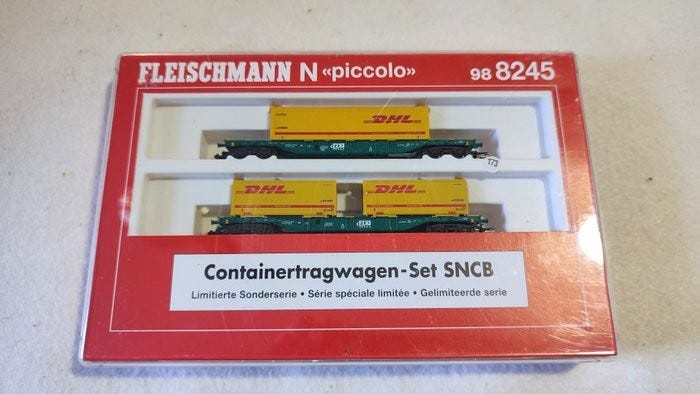 FLEISCHMANN N «piccolo» 98 8245
DHL
173
DHL DHL
Containertragwagen-Set SNCB
Limitierte Sonderserie • Série spéciale limitée • Gelimiteerde serie